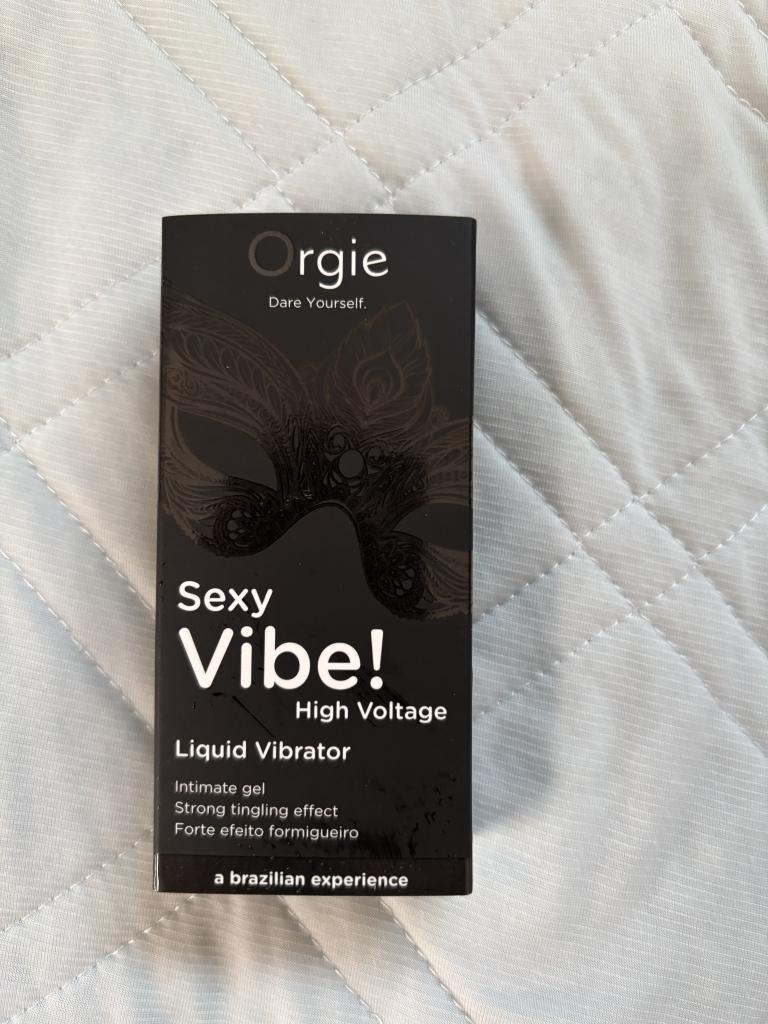 Orgie
Dare Yourself.
Sexy
Vibe!
High Voltage
Liquid Vibrator
Intimate gel
Strong tingling effect
Forte efeito formigueiro
a brazilian experience